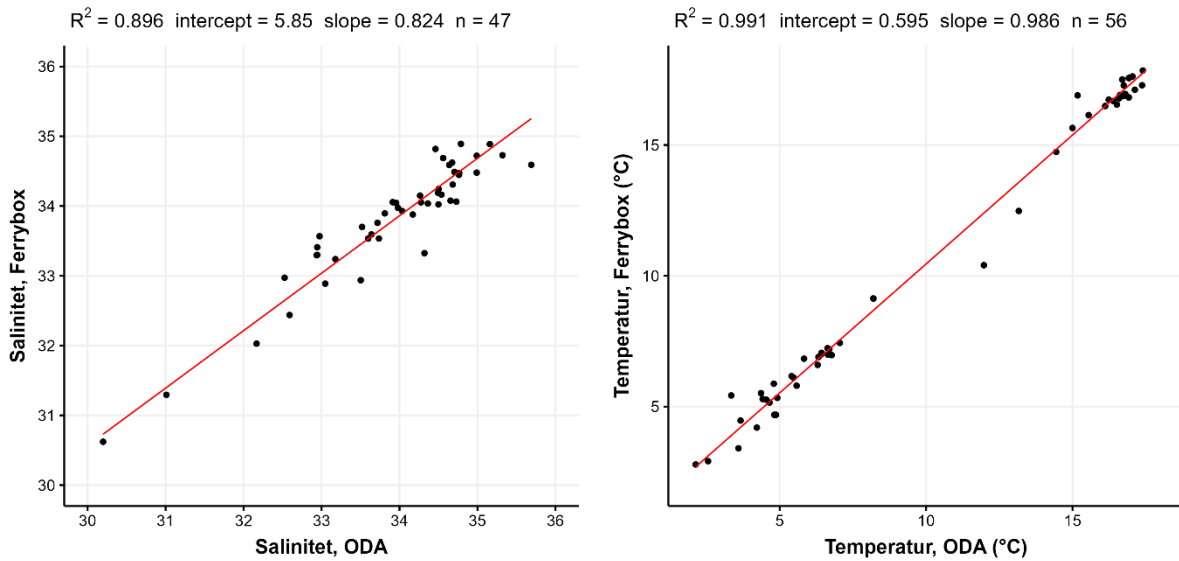 R² = 0.896 intercept = 5.85 slope = 0.824 n = 47
36
35
34
33
32
31
30
Salinitet, Ferrybox
30 31 32 33 34 35 36
Salinitet, ODA
R² = 0.991 intercept = 0.595 slope = 0.986 n = 56
15
10
5
Temperatur, Ferrybox (°C)
5 10 15
Temperatur, ODA (°C)